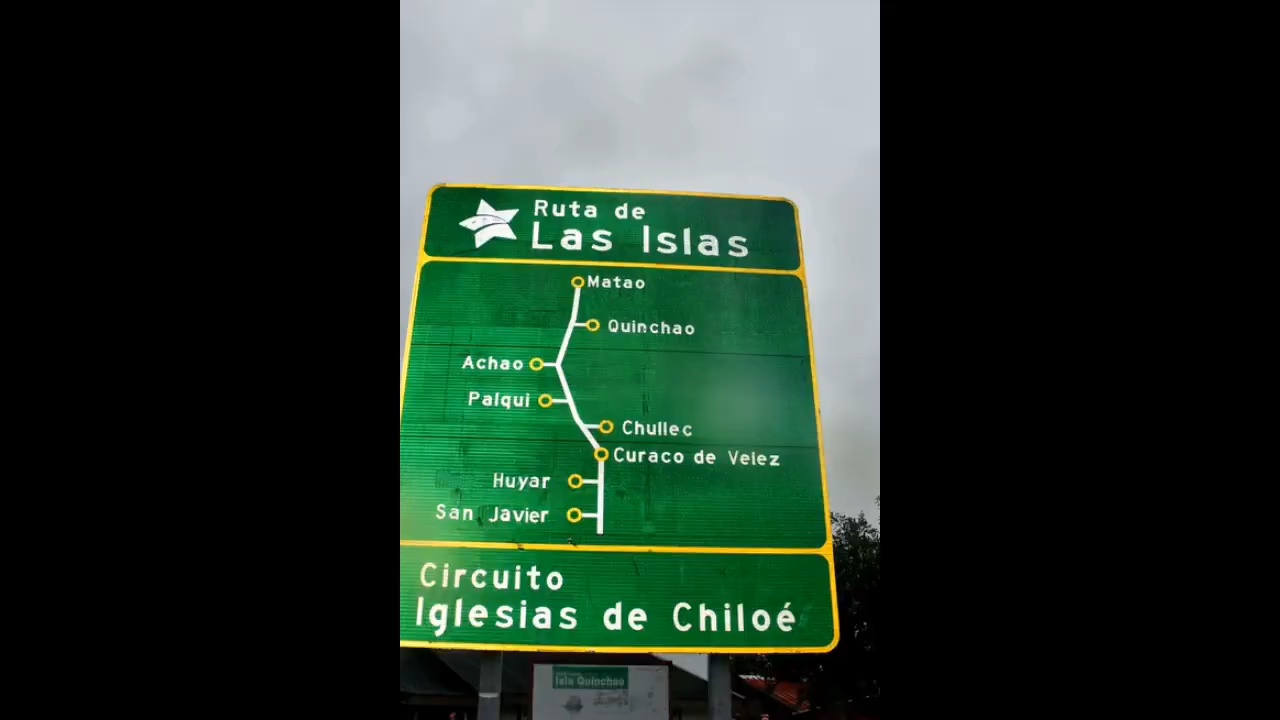 Ruta de
Las Islas
Matao
Quinchao
Achao
Palqui
Chullec
Curaco de Velez
Huyar
San Javier
Circuito
Iglesias de Chiloé
Isla Quinchao